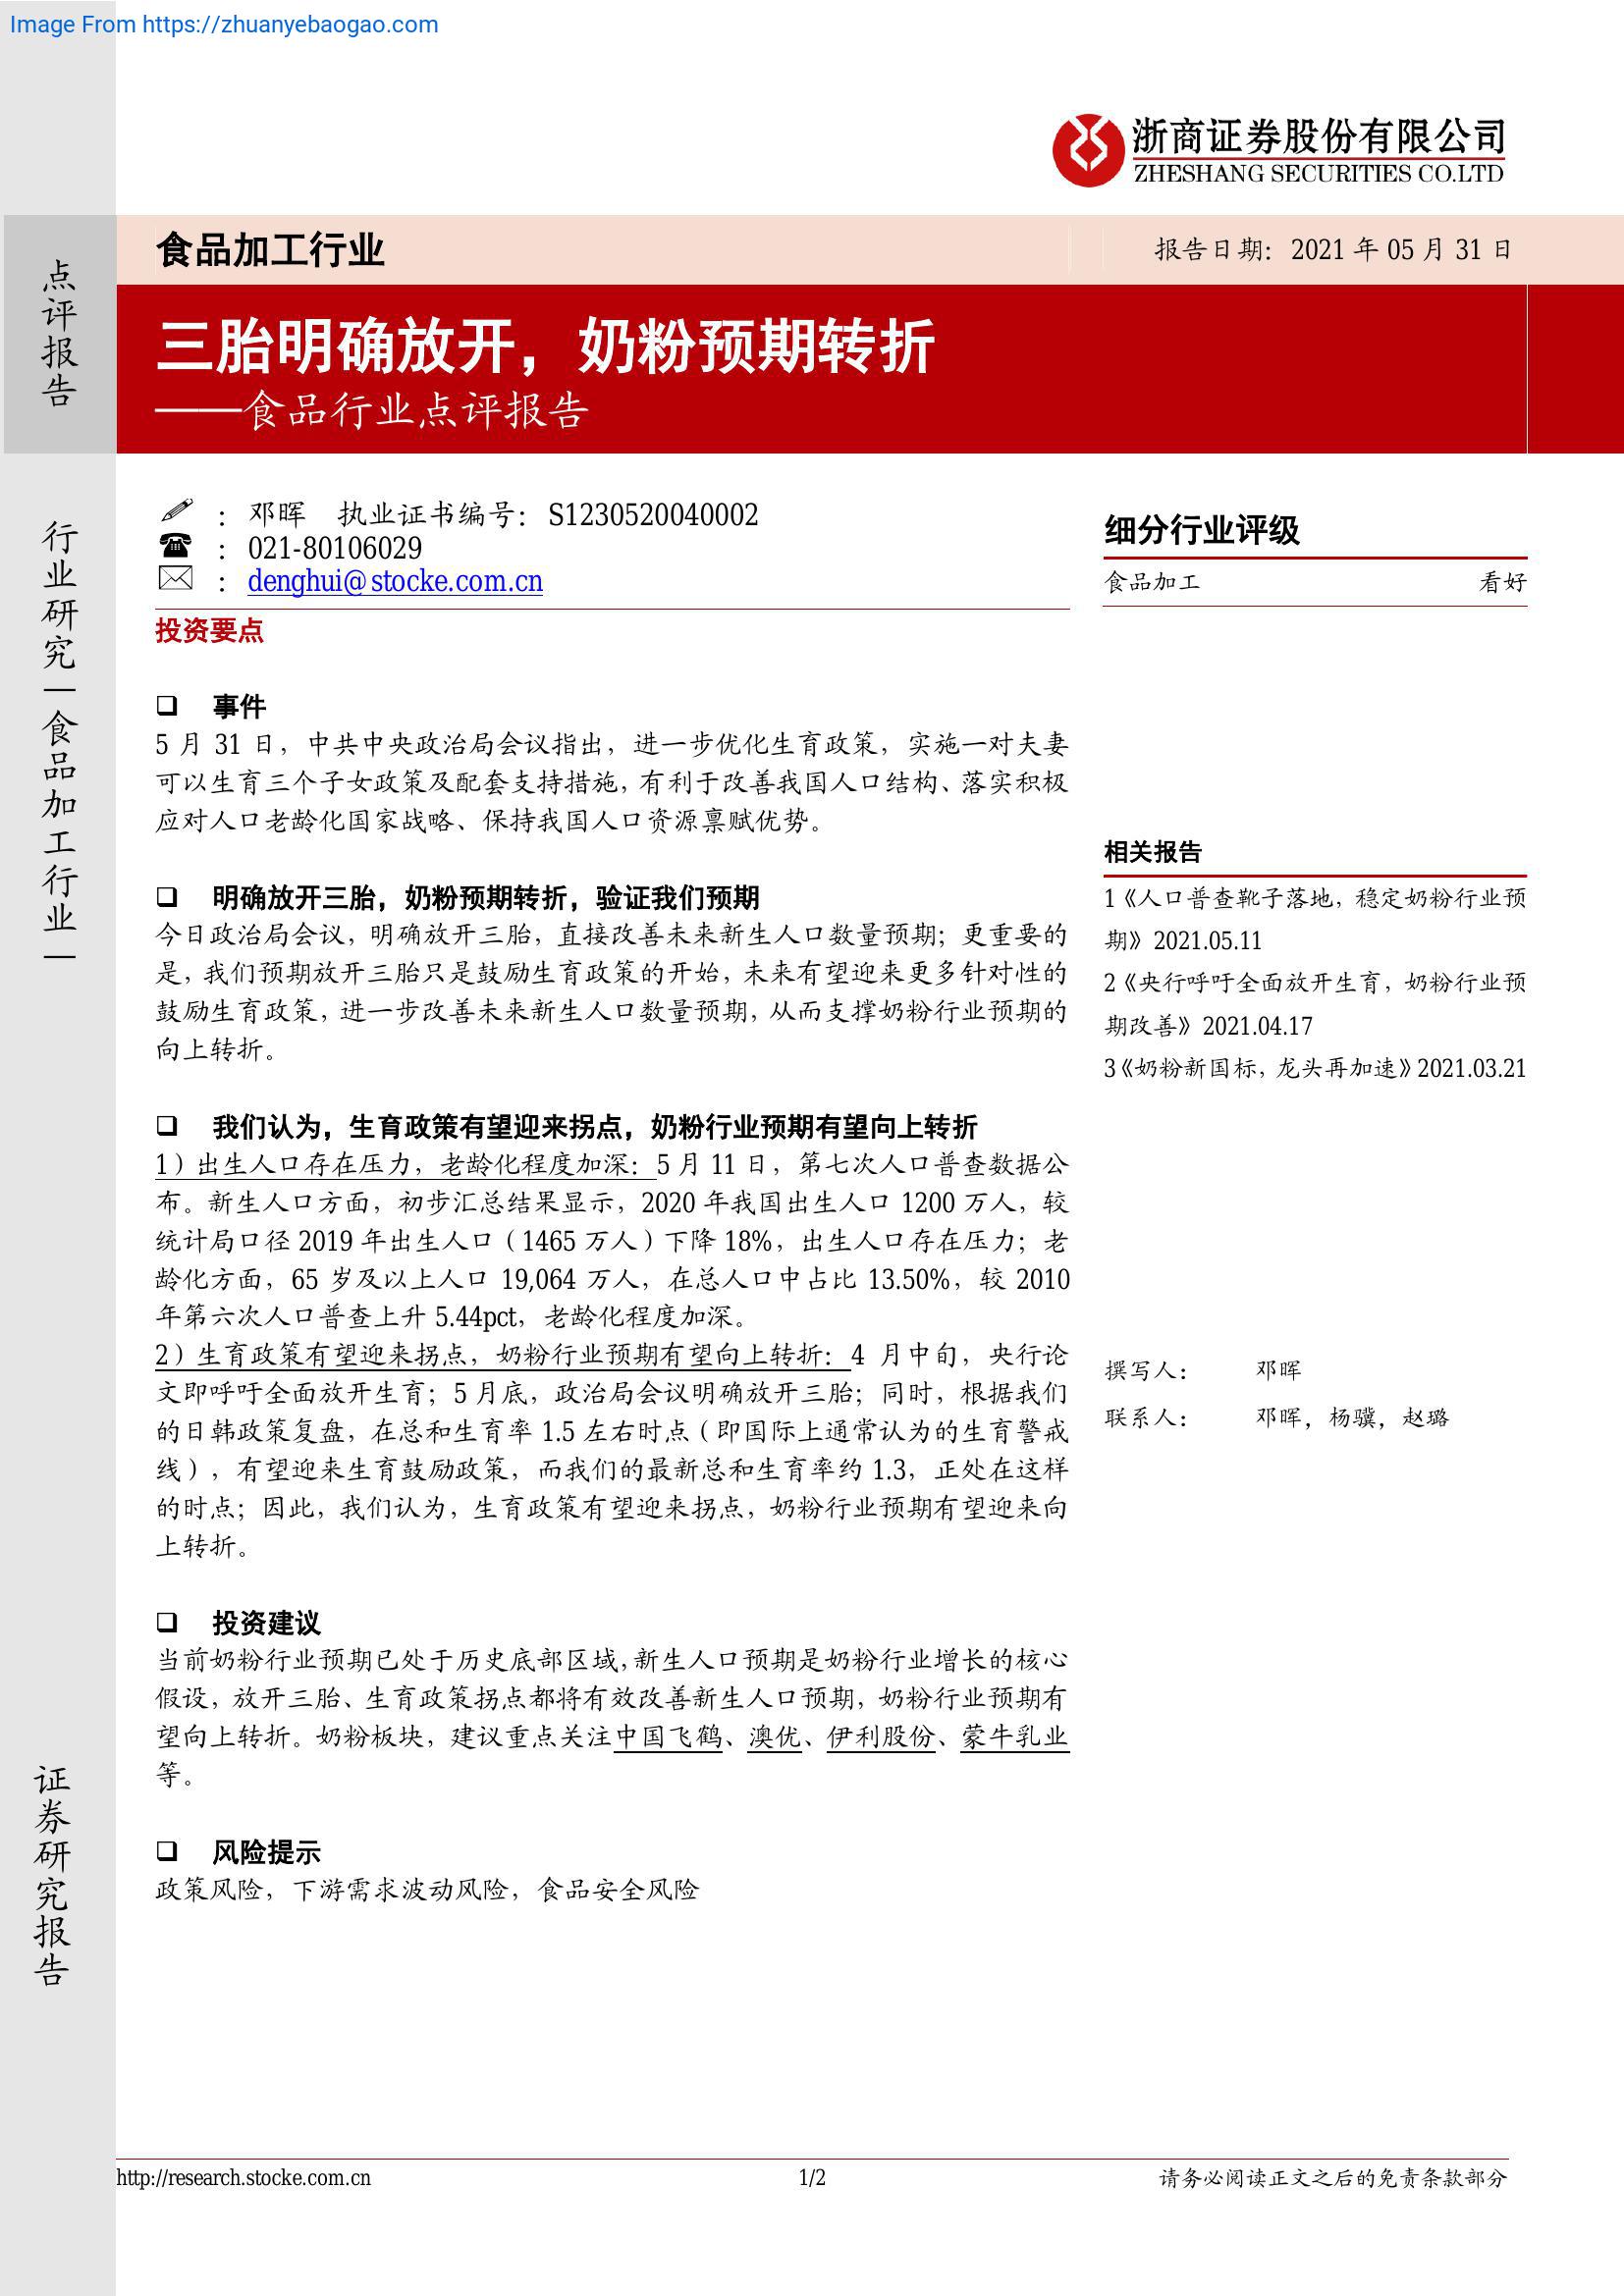 Image From https://zhuanyebaogao.com
浙商证券股份有限公司
ZHESHANG SECURITIES CO.LTD
点评报告
行业研究—食品加工行业—
证券研究报告
食品加工行业
报告日期：2021 年 05 月 31 日
三胎明确放开，奶粉预期转折
——食品行业点评报告
： 邓晖 执业证书编号：S1230520040002
： 021-80106029
： denghui@stocke.com.cn
投资要点
事件
5 月 31 日，中共中央政治局会议指出，进一步优化生育政策，实施一对夫妻
可以生育三个子女政策及配套支持措施，有利于改善我国人口结构、落实积极
应对人口老龄化国家战略、保持我国人口资源禀赋优势。
明确放开三胎，奶粉预期转折，验证我们预期
今日政治局会议，明确放开三胎，直接改善未来新生人口数量预期；更重要的
是，我们预期放开三胎只是鼓励生育政策的开始，未来有望迎来更多针对性的
鼓励生育政策，进一步改善未来新生人口数量预期，从而支撑奶粉行业预期的
向上转折。
我们认为，生育政策有望迎来拐点，奶粉行业预期有望向上转折
1）出生人口存在压力，老龄化程度加深：5 月 11 日，第七次人口普查数据公
布。新生人口方面，初步汇总结果显示，2020 年我国出生人口 1200 万人，较
统计局口径 2019 年出生人口（1465 万人）下降 18%，出生人口存在压力；老
龄化方面，65 岁及以上人口 19,064 万人，在总人口中占比 13.50%，较 2010
年第六次人口普查上升 5.44pct，老龄化程度加深。
2）生育政策有望迎来拐点，奶粉行业预期有望向上转折：4 月中旬，央行论
文即呼吁全面放开生育；5 月底，政治局会议明确放开三胎；同时，根据我们
的日韩政策复盘，在总和生育率 1.5 左右时点（即国际上通常认为的生育警戒
线），有望迎来生育鼓励政策，而我们的最新总和生育率约 1.3，正处在这样
的时点；因此，我们认为，生育政策有望迎来拐点，奶粉行业预期有望迎来向
上转折。
投资建议
当前奶粉行业预期已处于历史底部区域，新生人口预期是奶粉行业增长的核心
假设，放开三胎、生育政策拐点都将有效改善新生人口预期，奶粉行业预期有
望向上转折。奶粉板块，建议重点关注中国飞鹤、澳优、伊利股份、蒙牛乳业
等。
风险提示
政策风险，下游需求波动风险，食品安全风险
细分行业评级
食品加工 看好
相关报告
1《人口普查靴子落地，稳定奶粉行业预
期》2021.05.11
2《央行呼吁全面放开生育，奶粉行业预
期改善》2021.04.17
3《奶粉新国标，龙头再加速》2021.03.21
撰写人： 邓晖
联系人： 邓晖，杨骥，赵璐
http://research.stocke.com.cn
1/2
请务必阅读正文之后的免责条款部分